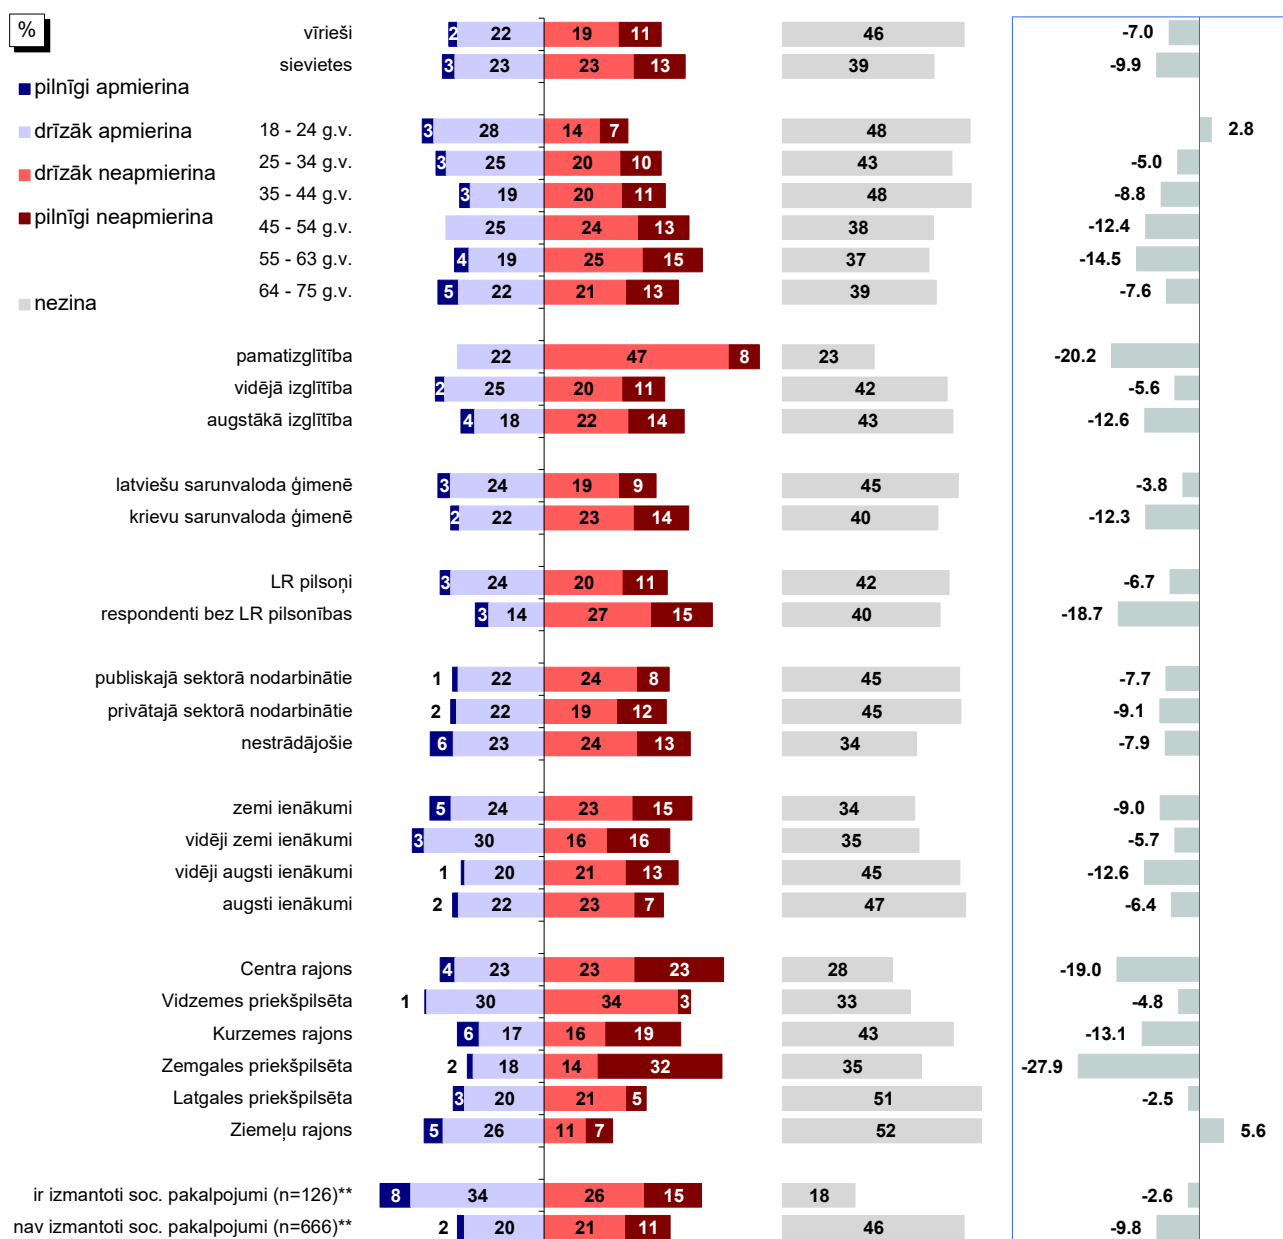 %
pilnīgi apmierina
drīzāk apmierina
drīzāk neapmierina
pilnīgi neapmierina
nezina
vīrieši 2 22 19 11 46 -7.0
sievietes 3 23 23 13 39 -9.9
18 - 24 g.v. 3 28 14 7 48 2.8
25 - 34 g.v. 3 25 20 10 43 -5.0
35 - 44 g.v. 3 19 20 11 48 -8.8
45 - 54 g.v. 25 24 13 38 -12.4
55 - 63 g.v. 4 19 25 15 37 -14.5
64 - 75 g.v. 5 22 21 13 39 -7.6
pamatizglītība 22 47 8 23 -20.2
vidējā izglītība 2 25 20 11 42 -5.6
augstākā izglītība 4 18 22 14 43 -12.6
latviešu sarunvaloda ģimenē 3 24 19 9 45 -3.8
krievu sarunvaloda ģimenē 2 22 23 14 40 -12.3
LR pilsoņi 3 24 20 11 42 -6.7
respondenti bez LR pilsonības 3 14 27 15 40 -18.7
publiskajā sektorā nodarbinātie 1 22 24 8 45 -7.7
privātajā sektorā nodarbinātie 2 22 19 12 45 -9.1
nestrādājošie 6 23 24 13 34 -7.9
zemi ienākumi 5 24 23 15 34 -9.0
vidēji zemi ienākumi 3 30 16 16 35 -5.7
vidēji augsti ienākumi 1 20 21 13 45 -12.6
augsti ienākumi 2 22 23 7 47 -6.4
Centra rajons 4 23 23 23 28 -19.0
Vidzemes priekšpilsēta 1 30 34 3 33 -4.8
Kurzemes rajons 6 17 16 19 43 -13.1
Zemgales priekšpilsēta 2 18 14 32 35 -27.9
Latgales priekšpilsēta 3 20 21 5 51 -2.5
Ziemeļu rajons 5 26 11 7 52 5.6
ir izmantoti soc. pakalpojumi (n=126)** 8 34 26 15 18 -2.6
nav izmantoti soc. pakalpojumi (n=666)** 2 20 21 11 46 -9.8